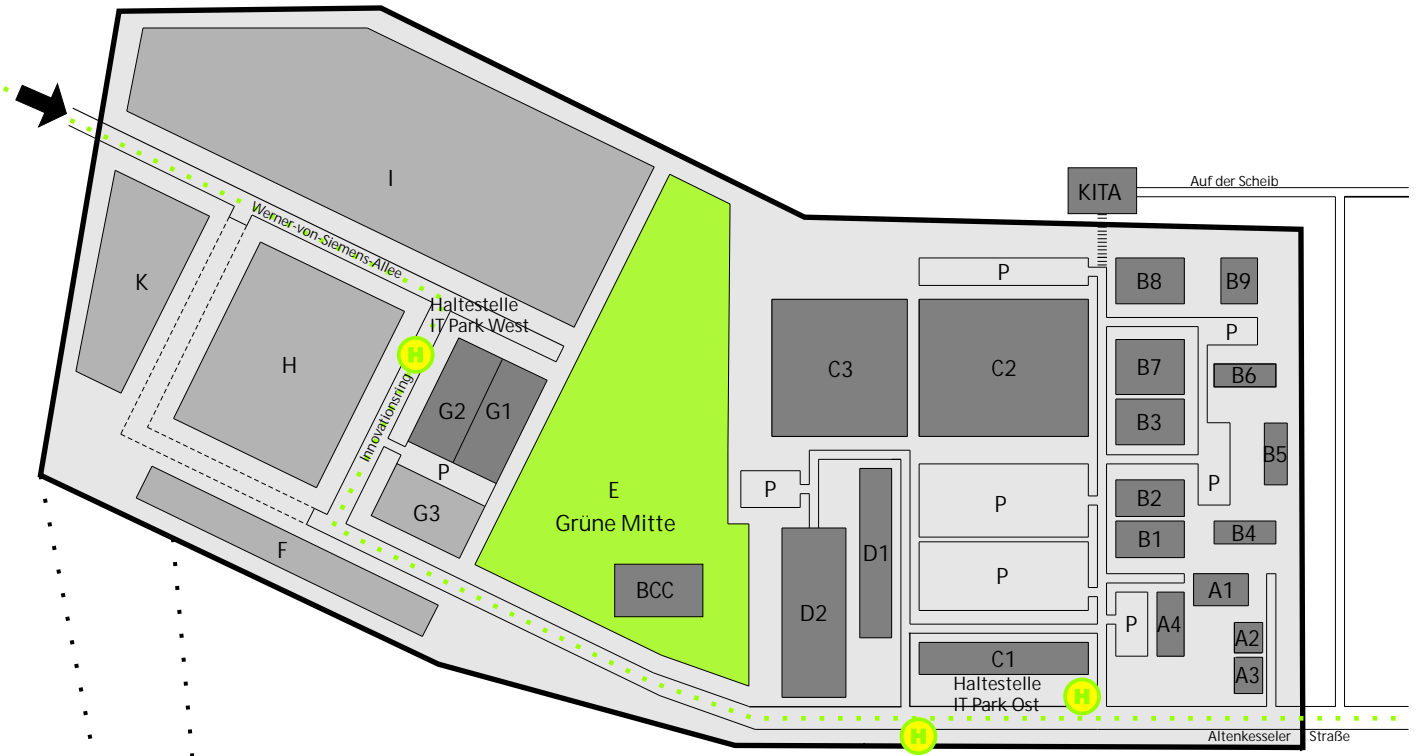 I
KITA
Auf der Scheib
Werner-von-Siemens-Allee
K
P
B8
B9
Haltestelle
IT Park West
H
P
H
C3
C2
B7
B6
B3
Innovationsring
G2
G1
B5
P
G3
E
Grüne Mitte
P
P
P
B2
B1
B4
F
D1
P
BCC
D2
A1
P
A4
A2
C1
A3
Haltestelle
IT Park Ost
H
H
Altenkesseler Straße